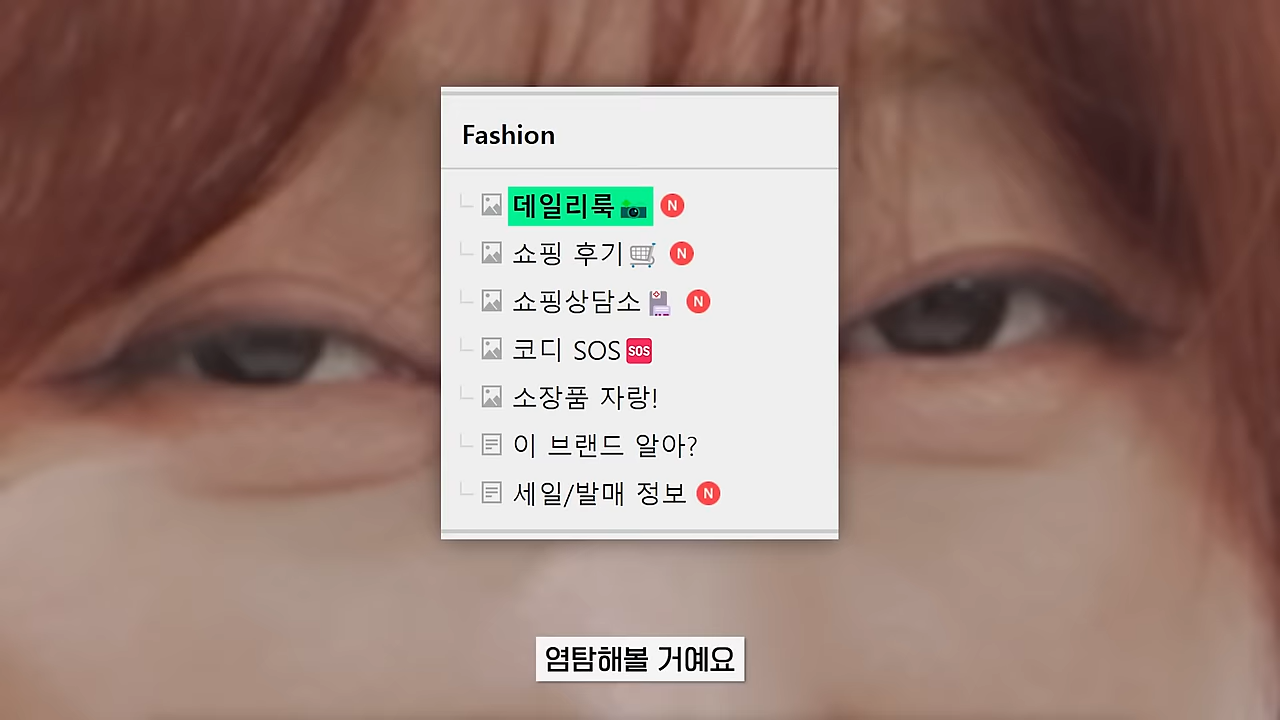 Fashion
데일리룩 N
쇼핑 후기 N
쇼핑상담소 N
코디 SOS SOS
소장품 자랑!
이 브랜드 알아?
세일/발매 정보 N
염탐해볼 거예요